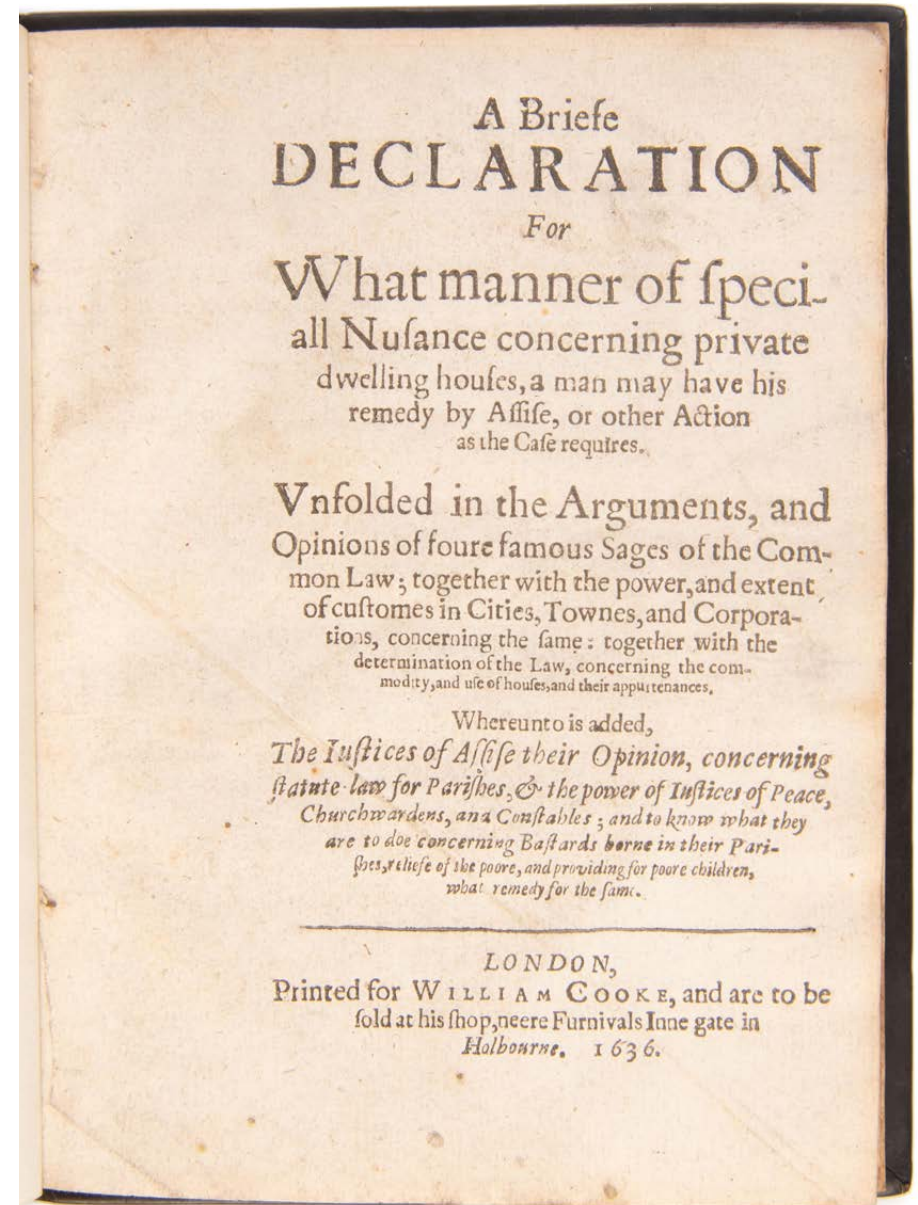 A Briefe
DECLARATION
For
What manner of ſpeci-
all Nuſance concerning private
dwelling houſes, a man may have his
remedy by Aſſiſe, or other Action
as the Caſe requires.
Vnfolded in the Arguments, and
Opinions of foure famous Sages of the Com-
mon Law; together with the power, and extent
of cuſtomes in Cities, Townes, and Corpora-
tions, concerning the ſame: together with the
determination of the Law, concerning the com-
modity, and uſe of houſes, and their appurtenances.
Whereunto is added,
The Iuſtices of Aſſiſe their Opinion, concerning
ſtatute law for Pariſhes, & the power of Iuſtices of Peace,
Churchwardens, and Conſtables; and to know what they
are to doe concerning Baſtards borne in their Pari-
ſhes, reliefe of the poore, and providing for poore children,
what remedy for the ſame.
LONDON,
Printed for WILLIAM COOKE, and are to be
ſold at his ſhop, neere Furnivals Inne gate in
Holbourne. 1636.